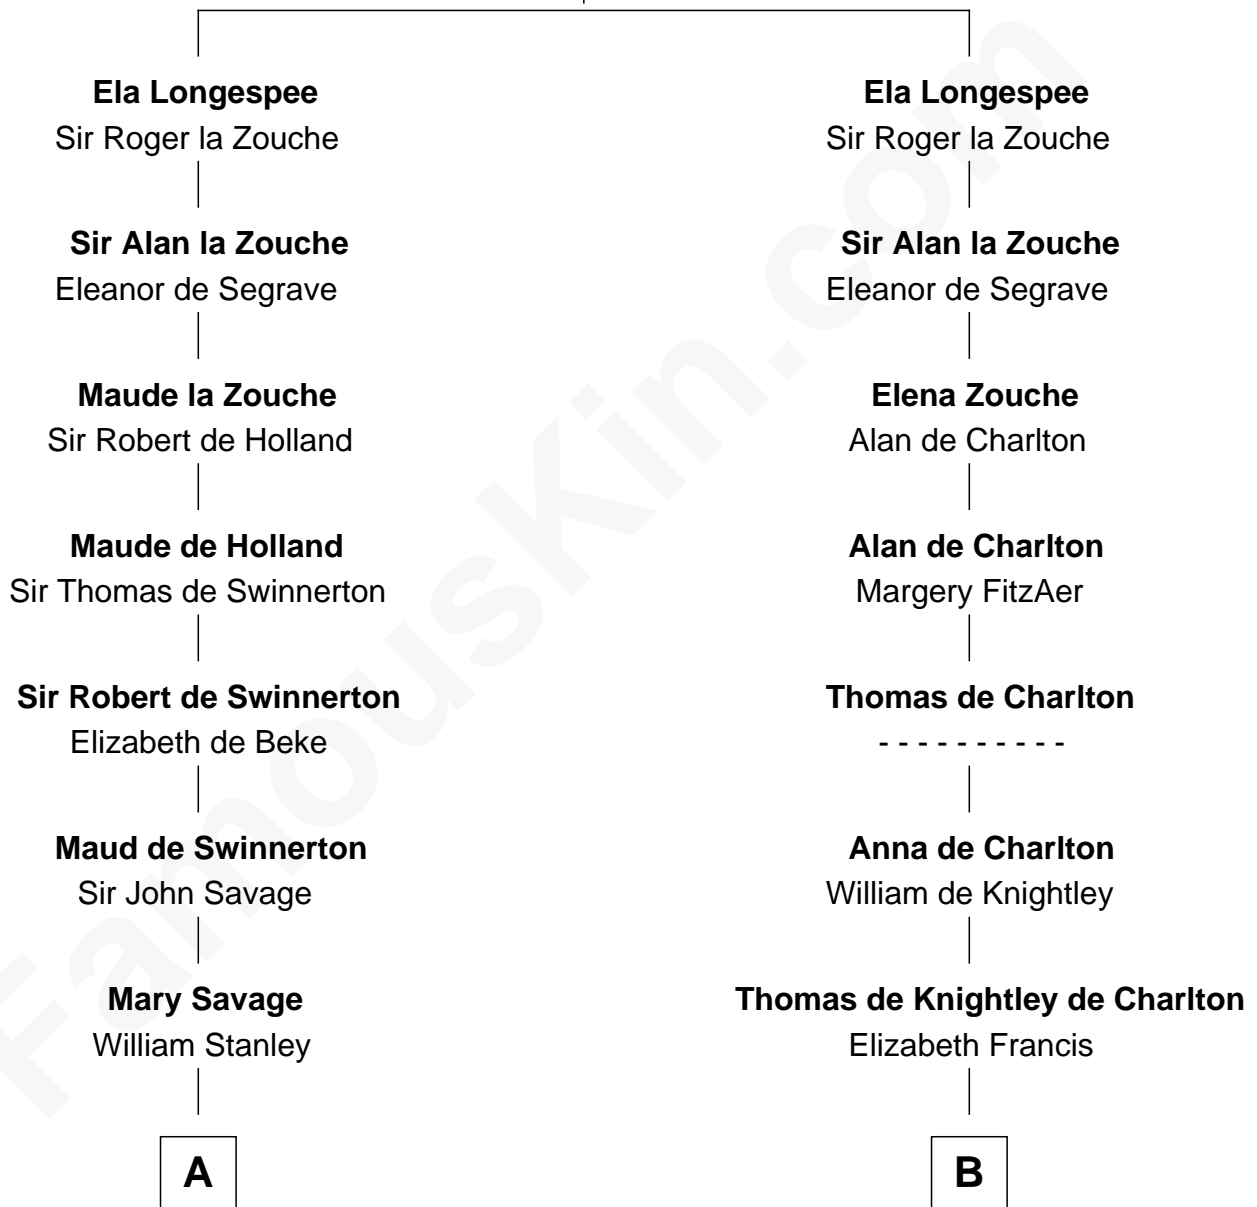 Ela Longespee
Sir Roger la Zouche
Sir Alan la Zouche
Eleanor de Segrave
Maude la Zouche
Sir Robert de Holland
Maude de Holland
Sir Thomas de Swinnerton
Sir Robert de Swinnerton
Elizabeth de Beke
Maud de Swinnerton
Sir John Savage
Mary Savage
William Stanley
A
Ela Longespee
Sir Roger la Zouche
Sir Alan la Zouche
Eleanor de Segrave
Elena Zouche
Alan de Charlton
Alan de Charlton
Margery FitzAer
Thomas de Charlton
- - - - - - - - - -
Anna de Charlton
William de Knightley
Thomas de Knightley de Charlton
Elizabeth Francis
B
FamousKin.com